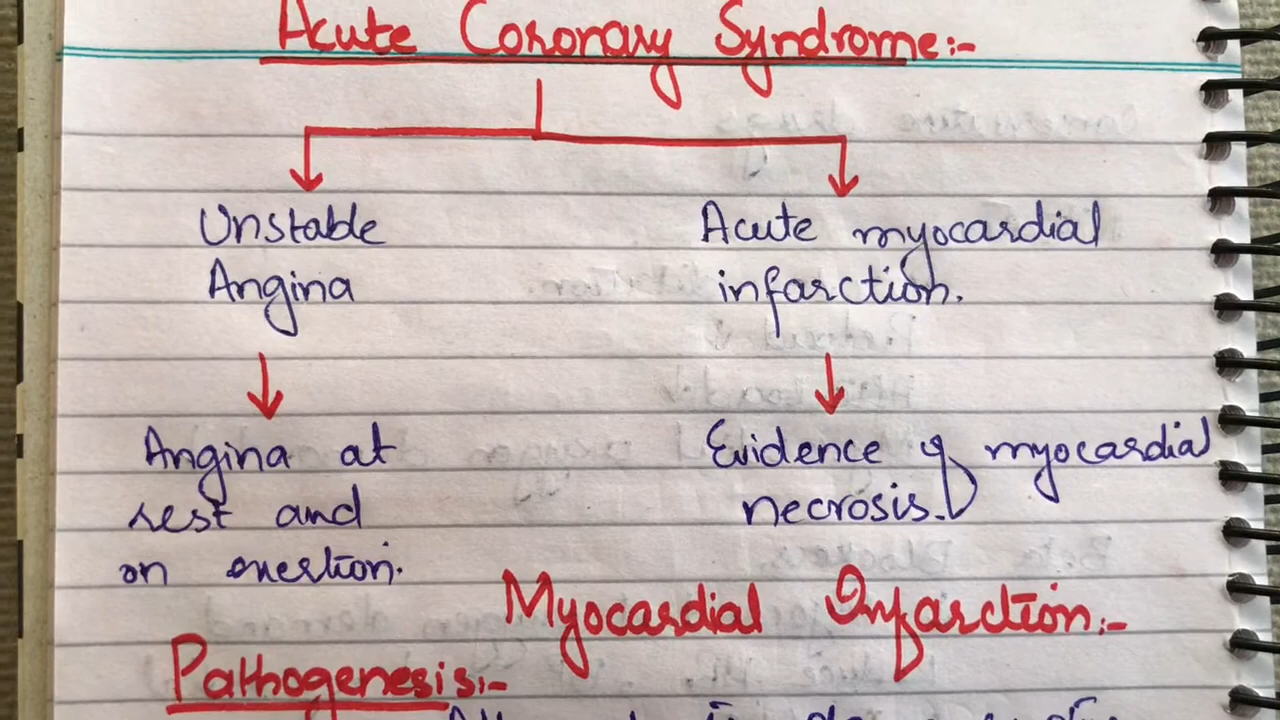 Acute Coronary Syndrome:-
Unstable Acute myocardial
Angina infarction.
Angina at Evidence of myocardial
rest and necrosis.
on exertion.
Myocardial Infarction:-
Pathogenesis:-